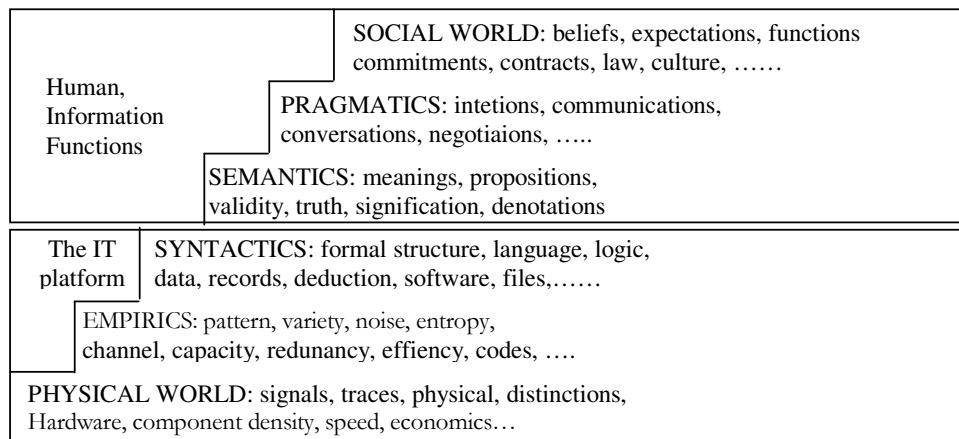 SOCIAL WORLD: beliefs, expectations, functions
commitments, contracts, law, culture, ……
Human,
Information
Functions
PRAGMATICS: intetions, communications,
conversations, negotiaions, …..
SEMANTICS: meanings, propositions,
validity, truth, signification, denotations
The IT
platform
SYNTACTICS: formal structure, language, logic,
data, records, deduction, software, files,……
EMPIRICS: pattern, variety, noise, entropy,
channel, capacity, redunancy, effiency, codes, ….
PHYSICAL WORLD: signals, traces, physical, distinctions,
Hardware, component density, speed, economics…